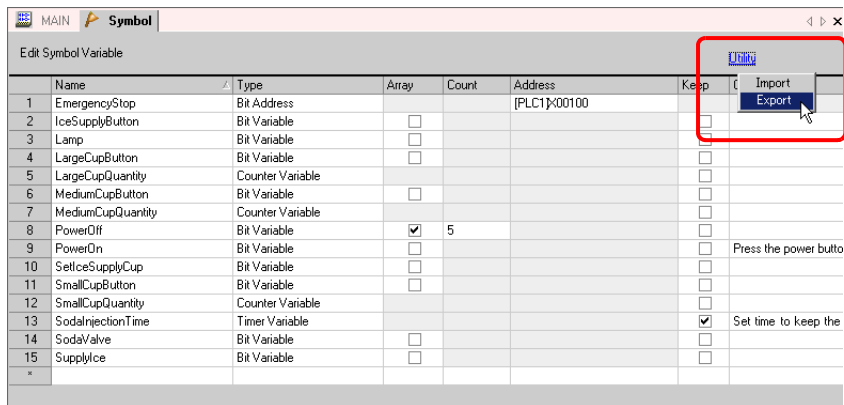 MAIN Symbol
Edit Symbol Variable Utility
Import
Export
Name Type Array Count Address Keep
1 EmergencyStop Bit Address [PLC1]X00100
2 IceSupplyButton Bit Variable
3 Lamp Bit Variable
4 LargeCupButton Bit Variable
5 LargeCupQuantity Counter Variable
6 MediumCupButton Bit Variable
7 MediumCupQuantity Counter Variable
8 PowerOff Bit Variable 5
9 PowerOn Bit Variable Press the power butto
10 SetIceSupplyCup Bit Variable
11 SmallCupButton Bit Variable
12 SmallCupQuantity Counter Variable
13 SodaInjectionTime Timer Variable Set time to keep the
14 SodaValve Bit Variable
15 SupplyIce Bit Variable
*